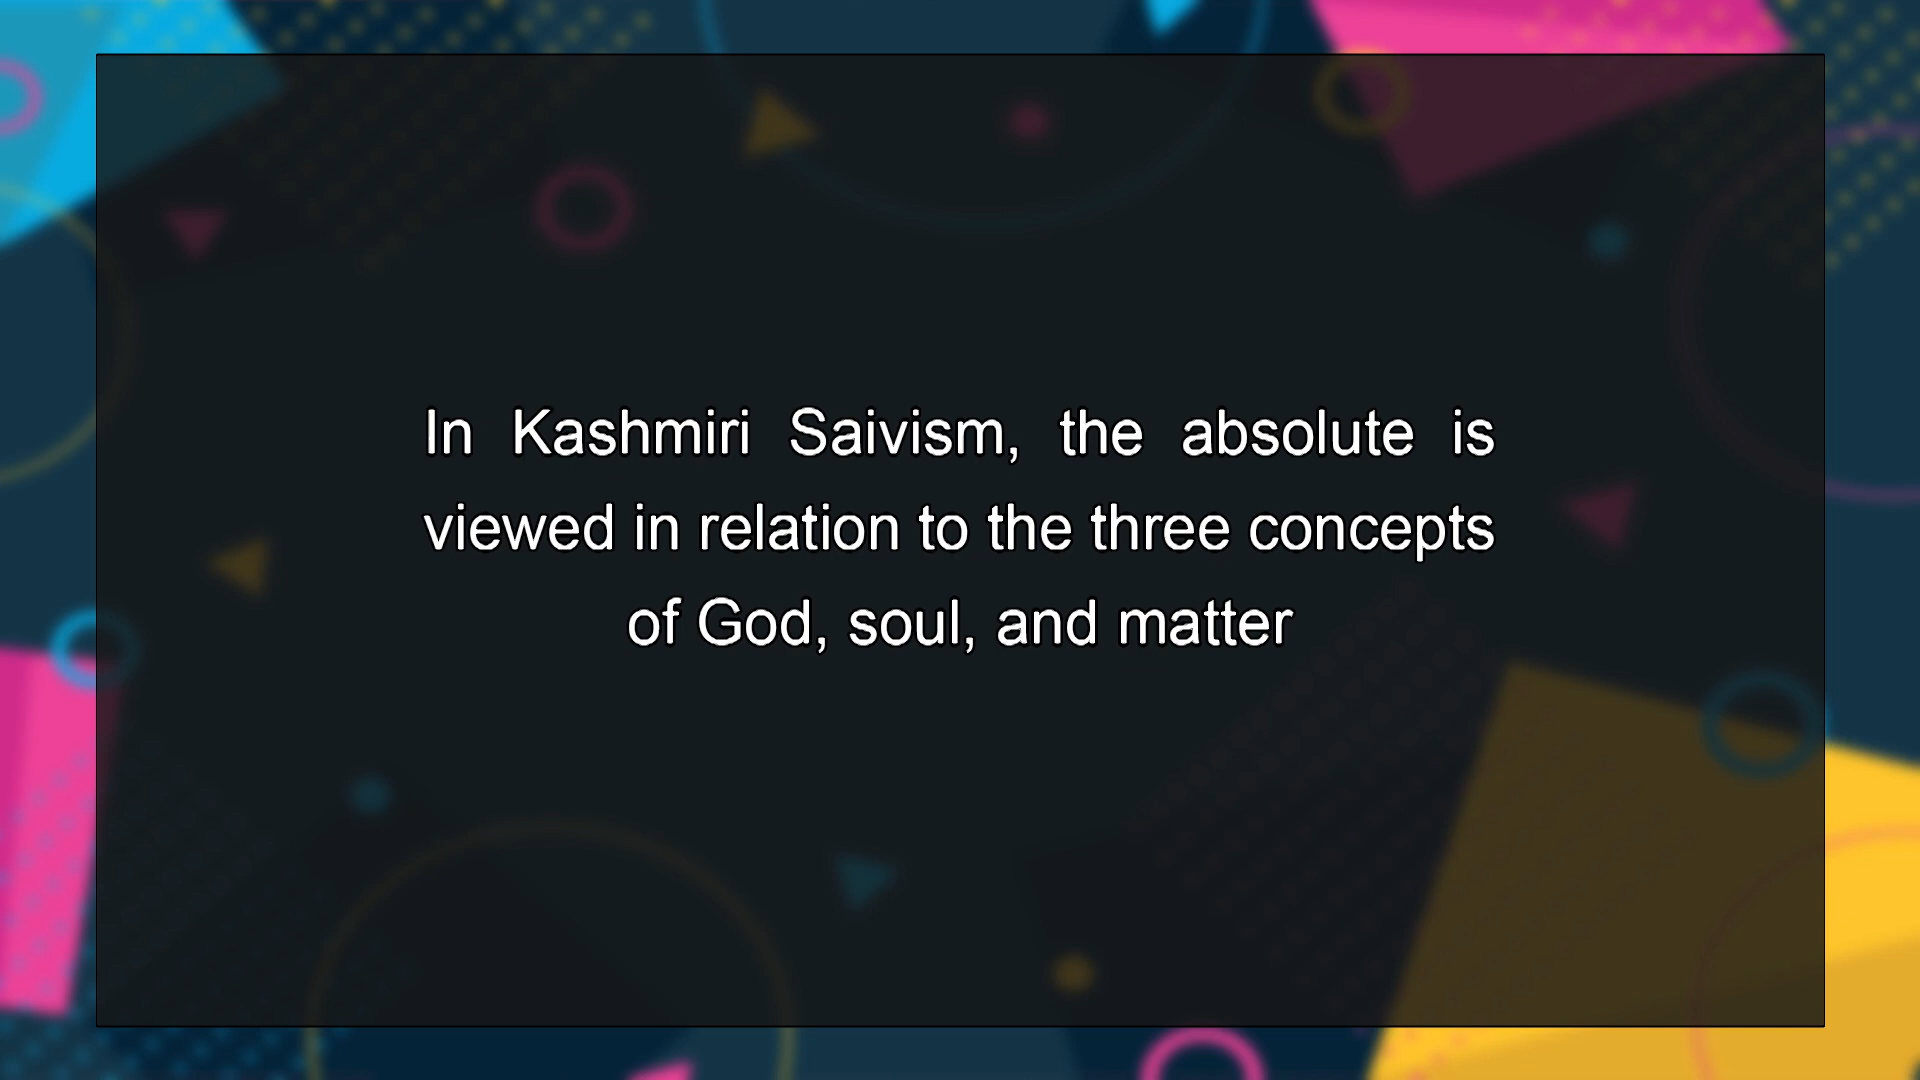 In Kashmiri Saivism, the absolute is
viewed in relation to the three concepts
of God, soul, and matter